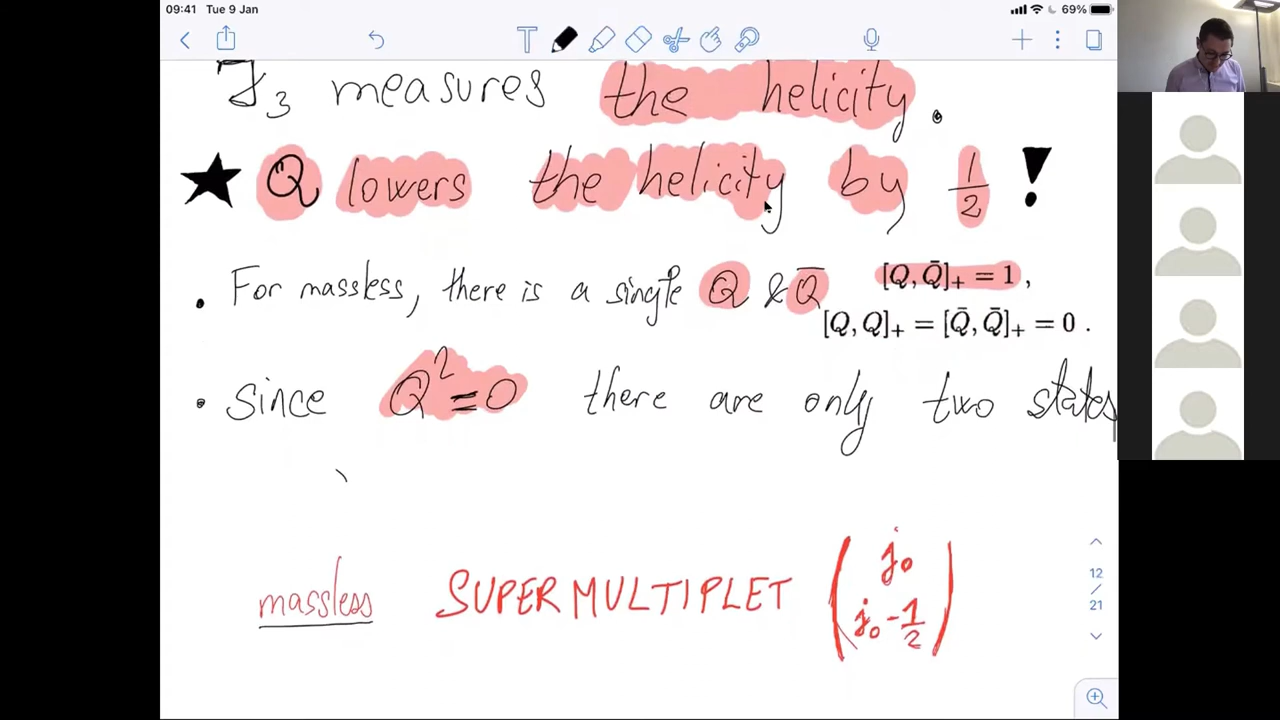 09:41 Tue 9 Jan 69%
J₃ measures the helicity.
★ Q lowers the helicity by 1/2 !
• For massless, there is a single Q & Q̄ [Q, Q̄]₊ = 1 ,
[Q, Q]₊ = [Q̄, Q̄]₊ = 0 .
• since Q² = 0 there are only two states
massless SUPERMULTIPLET (j₀
j₀ - 1/2)
12
/
21